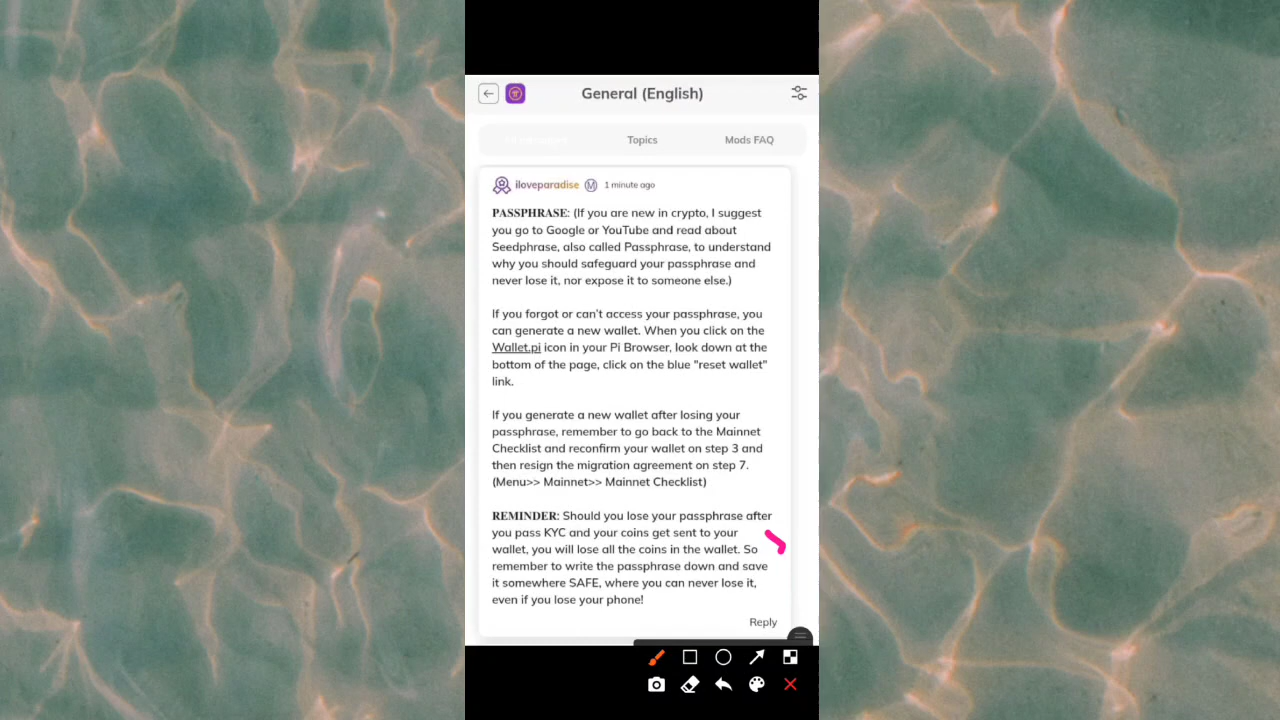 General (English)
Topics
Mods FAQ
iloveparadise M 1 minute ago
PASSPHRASE: (If you are new in crypto, I suggest
you go to Google or YouTube and read about
Seedphrase, also called Passphrase, to understand
why you should safeguard your passphrase and
never lose it, nor expose it to someone else.)
If you forgot or can't access your passphrase, you
can generate a new wallet. When you click on the
Wallet.pi icon in your Pi Browser, look down at the
bottom of the page, click on the blue "reset wallet"
link.
If you generate a new wallet after losing your
passphrase, remember to go back to the Mainnet
Checklist and reconfirm your wallet on step 3 and
then resign the migration agreement on step 7.
(Menu>> Mainnet>> Mainnet Checklist)
REMINDER: Should you lose your passphrase after
you pass KYC and your coins get sent to your
wallet, you will lose all the coins in the wallet. So
remember to write the passphrase down and save
it somewhere SAFE, where you can never lose it,
even if you lose your phone!
Reply